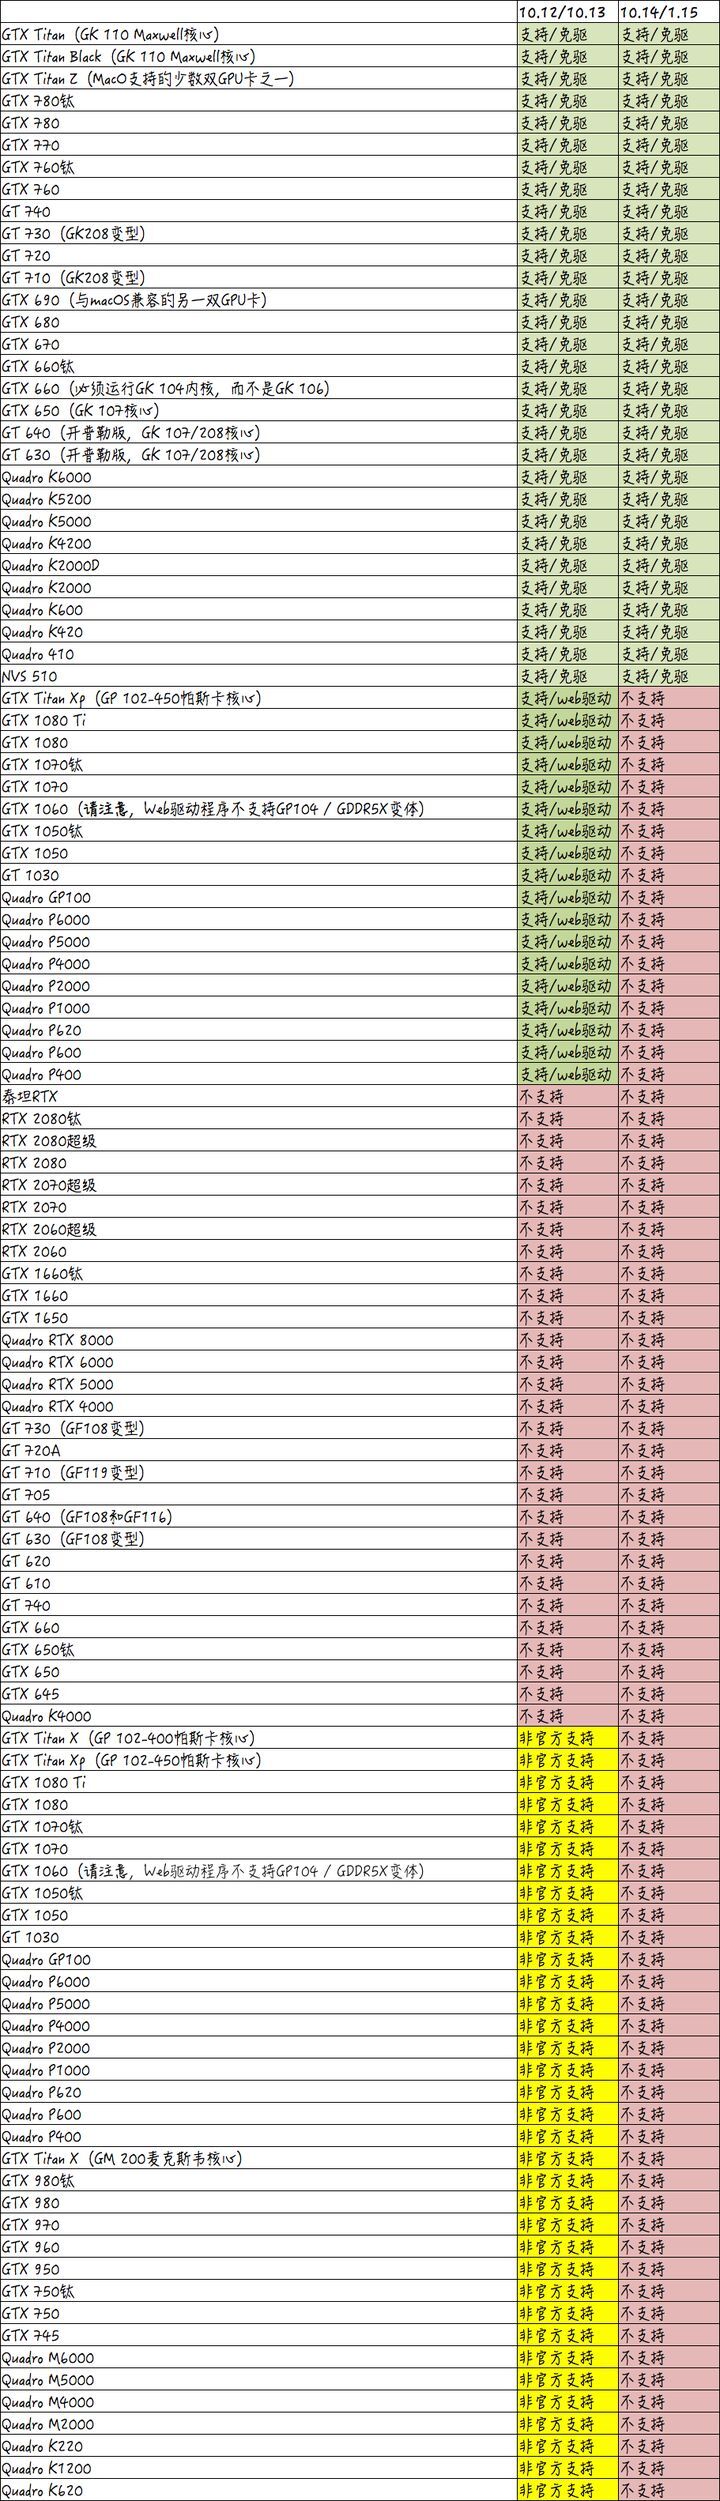 10.12/10.13 10.14/1.15
GTX Titan（GK 110 Maxwell核心） 支持/免驱 支持/免驱
GTX Titan Black（GK 110 Maxwell核心） 支持/免驱 支持/免驱
GTX Titan Z（MacO支持的少数双GPU卡之一） 支持/免驱 支持/免驱
GTX 780钛 支持/免驱 支持/免驱
GTX 780 支持/免驱 支持/免驱
GTX 770 支持/免驱 支持/免驱
GTX 760钛 支持/免驱 支持/免驱
GTX 760 支持/免驱 支持/免驱
GT 740 支持/免驱 支持/免驱
GT 730（GK208变型） 支持/免驱 支持/免驱
GT 720 支持/免驱 支持/免驱
GT 710（GK208变型） 支持/免驱 支持/免驱
GTX 690（与macOS兼容的另一双GPU卡） 支持/免驱 支持/免驱
GTX 680 支持/免驱 支持/免驱
GTX 670 支持/免驱 支持/免驱
GTX 660钛 支持/免驱 支持/免驱
GTX 660（必须运行GK 104内核，而不是GK 106） 支持/免驱 支持/免驱
GTX 650（GK 107核心） 支持/免驱 支持/免驱
GT 640（开普勒版，GK 107/208核心） 支持/免驱 支持/免驱
GT 630（开普勒版，GK 107/208核心） 支持/免驱 支持/免驱
Quadro K6000 支持/免驱 支持/免驱
Quadro K5200 支持/免驱 支持/免驱
Quadro K5000 支持/免驱 支持/免驱
Quadro K4200 支持/免驱 支持/免驱
Quadro K2000D 支持/免驱 支持/免驱
Quadro K2000 支持/免驱 支持/免驱
Quadro K600 支持/免驱 支持/免驱
Quadro K420 支持/免驱 支持/免驱
Quadro 410 支持/免驱 支持/免驱
NVS 510 支持/免驱 支持/免驱
GTX Titan Xp（GP 102-450帕斯卡核心） 支持/web驱动 不支持
GTX 1080 Ti 支持/web驱动 不支持
GTX 1080 支持/web驱动 不支持
GTX 1070钛 支持/web驱动 不支持
GTX 1070 支持/web驱动 不支持
GTX 1060（请注意，Web驱动程序不支持GP104 / GDDR5X变体） 支持/web驱动 不支持
GTX 1050钛 支持/web驱动 不支持
GTX 1050 支持/web驱动 不支持
GT 1030 支持/web驱动 不支持
Quadro GP100 支持/web驱动 不支持
Quadro P6000 支持/web驱动 不支持
Quadro P5000 支持/web驱动 不支持
Quadro P4000 支持/web驱动 不支持
Quadro P2000 支持/web驱动 不支持
Quadro P1000 支持/web驱动 不支持
Quadro P620 支持/web驱动 不支持
Quadro P600 支持/web驱动 不支持
Quadro P400 支持/web驱动 不支持
泰坦RTX 不支持 不支持
RTX 2080钛 不支持 不支持
RTX 2080超级 不支持 不支持
RTX 2080 不支持 不支持
RTX 2070超级 不支持 不支持
RTX 2070 不支持 不支持
RTX 2060超级 不支持 不支持
RTX 2060 不支持 不支持
GTX 1660钛 不支持 不支持
GTX 1660 不支持 不支持
GTX 1650 不支持 不支持
Quadro RTX 8000 不支持 不支持
Quadro RTX 6000 不支持 不支持
Quadro RTX 5000 不支持 不支持
Quadro RTX 4000 不支持 不支持
GT 730（GF108变型） 不支持 不支持
GT 720A 不支持 不支持
GT 710（GF119变型） 不支持 不支持
GT 705 不支持 不支持
GT 640（GF108和GF116） 不支持 不支持
GT 630（GF108变型） 不支持 不支持
GT 620 不支持 不支持
GT 610 不支持 不支持
GT 740 不支持 不支持
GTX 660 不支持 不支持
GTX 650钛 不支持 不支持
GTX 650 不支持 不支持
GTX 645 不支持 不支持
Quadro K4000 不支持 不支持
GTX Titan X（GP 102-400帕斯卡核心） 非官方支持 不支持
GTX Titan Xp（GP 102-450帕斯卡核心） 非官方支持 不支持
GTX 1080 Ti 非官方支持 不支持
GTX 1080 非官方支持 不支持
GTX 1070钛 非官方支持 不支持
GTX 1070 非官方支持 不支持
GTX 1060（请注意，Web驱动程序不支持GP104 / GDDR5X变体） 非官方支持 不支持
GTX 1050钛 非官方支持 不支持
GTX 1050 非官方支持 不支持
GT 1030 非官方支持 不支持
Quadro GP100 非官方支持 不支持
Quadro P6000 非官方支持 不支持
Quadro P5000 非官方支持 不支持
Quadro P4000 非官方支持 不支持
Quadro P2000 非官方支持 不支持
Quadro P1000 非官方支持 不支持
Quadro P620 非官方支持 不支持
Quadro P600 非官方支持 不支持
Quadro P400 非官方支持 不支持
GTX Titan X（GM 200麦克斯韦核心） 非官方支持 不支持
GTX 980钛 非官方支持 不支持
GTX 980 非官方支持 不支持
GTX 970 非官方支持 不支持
GTX 960 非官方支持 不支持
GTX 950 非官方支持 不支持
GTX 750钛 非官方支持 不支持
GTX 750 非官方支持 不支持
GTX 745 非官方支持 不支持
Quadro M6000 非官方支持 不支持
Quadro M5000 非官方支持 不支持
Quadro M4000 非官方支持 不支持
Quadro M2000 非官方支持 不支持
Quadro K220 非官方支持 不支持
Quadro K1200 非官方支持 不支持
Quadro K620 非官方支持 不支持